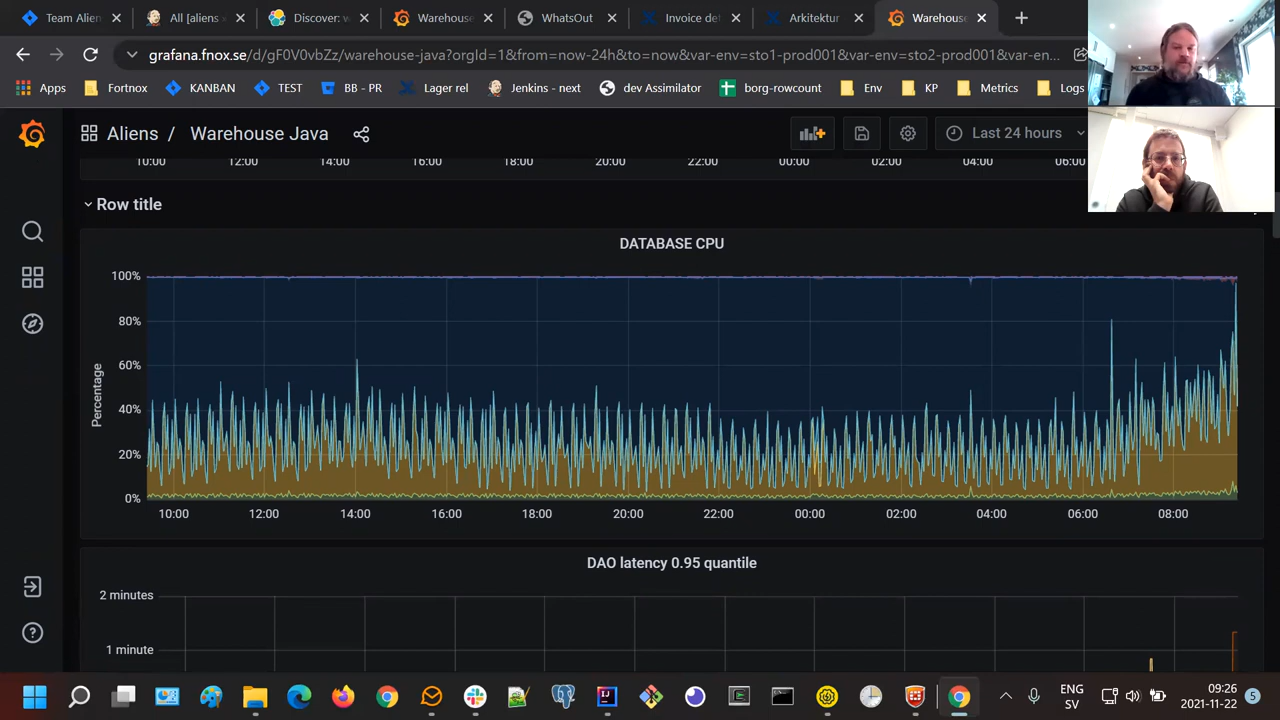 Team Alien
All [aliens
Discover: w
Warehouse
WhatsOut
Invoice det
Arkitektur
Warehouse
grafana.fnox.se/d/gF0V0vbZz/warehouse-java?orgId=1&from=now-24h&to=now&var-env=sto1-prod001&var-env=sto2-prod001&var-en...
Apps
Fortnox
KANBAN
TEST
BB - PR
Lager rel
Jenkins - next
dev Assimilator
borg-rowcount
Env
KP
Metrics
Logs
Aliens / Warehouse Java
Last 24 hours
10:00 12:00 14:00 16:00 18:00 20:00 22:00 00:00 02:00 04:00 06:00
Row title
DATABASE CPU
Percentage
100%
80%
60%
40%
20%
0%
10:00 12:00 14:00 16:00 18:00 20:00 22:00 00:00 02:00 04:00 06:00 08:00
DAO latency 0.95 quantile
2 minutes
1 minute
ENG
SV
09:26
2021-11-22
5